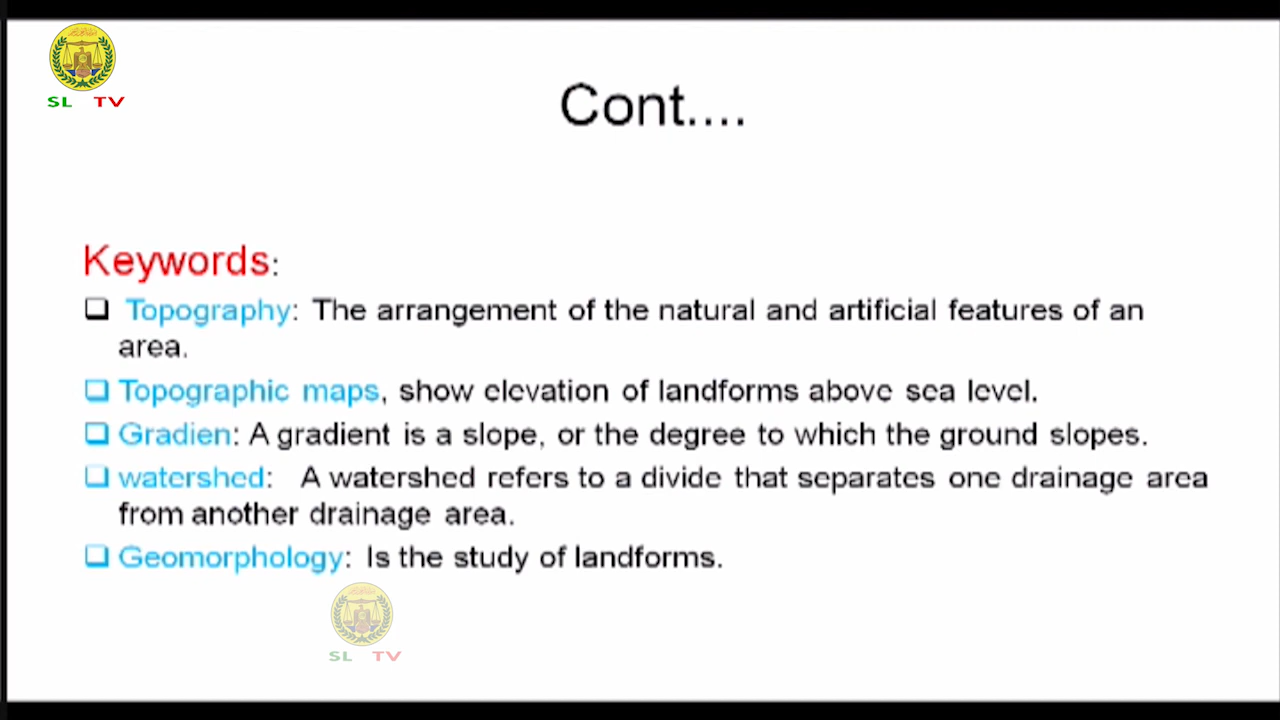 SL TV
Cont....
Keywords:
Topography: The arrangement of the natural and artificial features of an
area.
Topographic maps, show elevation of landforms above sea level.
Gradien: A gradient is a slope, or the degree to which the ground slopes.
watershed: A watershed refers to a divide that separates one drainage area
from another drainage area.
Geomorphology: Is the study of landforms.
SL TV